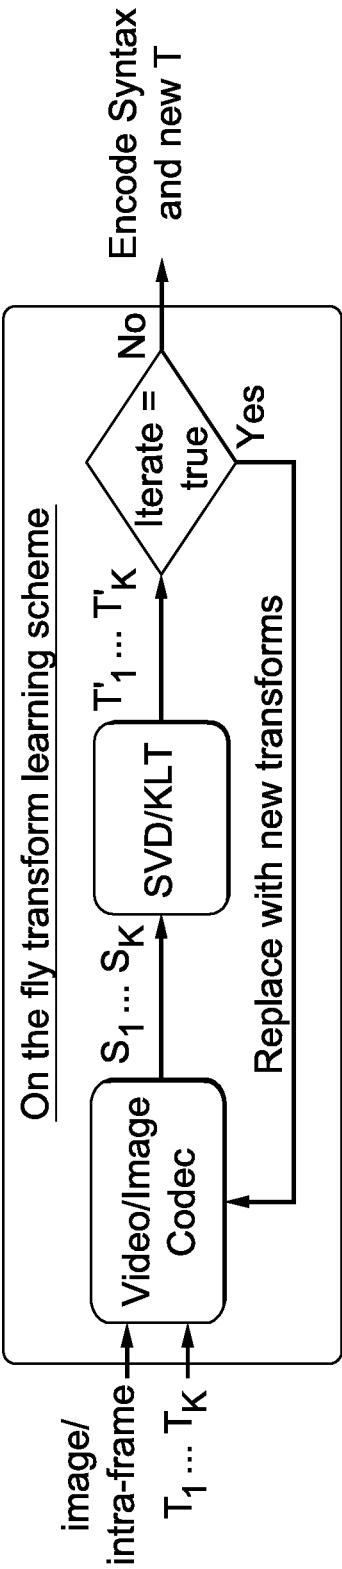 On the fly transform learning scheme
image/
intra-frame
T1 ... TK
Video/Image
Codec
S1 ... SK
SVD/KLT
T'1 ... T'K
Iterate =
true
No
Yes
Encode Syntax
and new T
Replace with new transforms